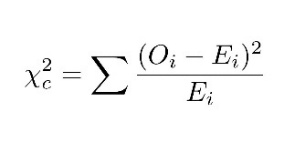 χ²_c = ∑ (O_i − E_i)² / E_i